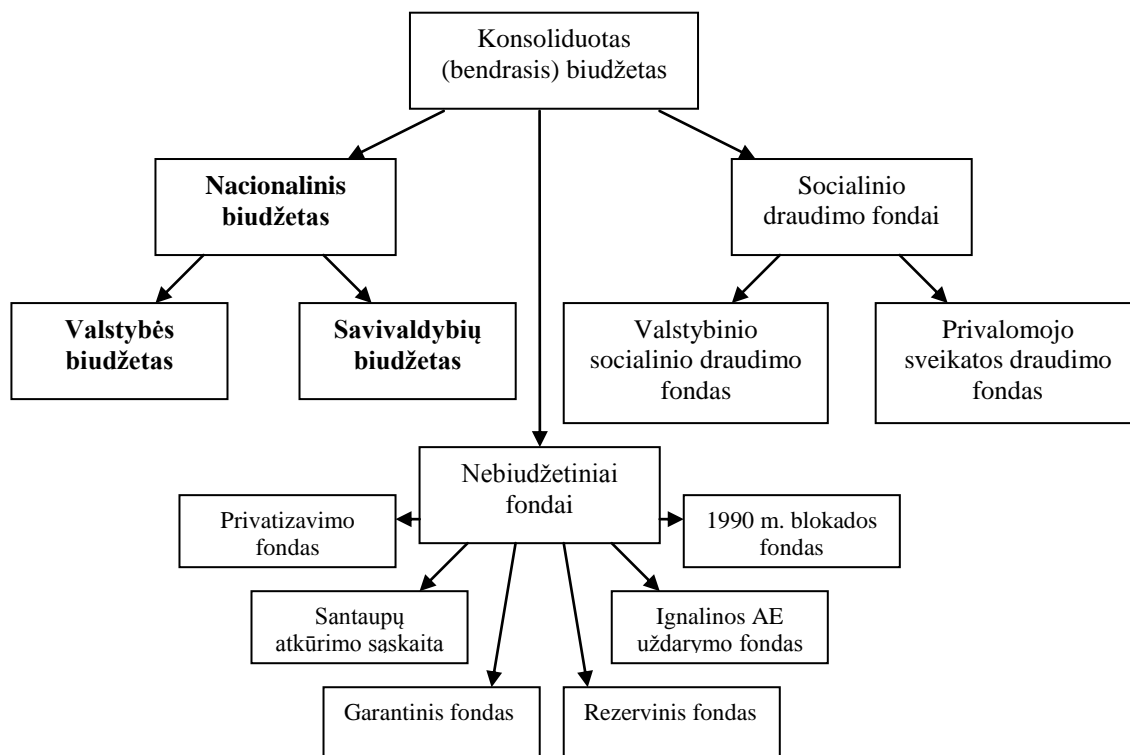 Konsoliduotas
(bendrasis) biudžetas
Nacionalinis
biudžetas
Socialinio
draudimo fondai
Valstybės
biudžetas
Savivaldybių
biudžetas
Valstybinio
socialinio draudimo
fondas
Privalomojo
sveikatos draudimo
fondas
Nebiudžetiniai
fondai
Privatizavimo
fondas
1990 m. blokados
fondas
Santaupų
atkūrimo sąskaita
Ignalinos AE
uždarymo fondas
Garantinis fondas
Rezervinis fondas